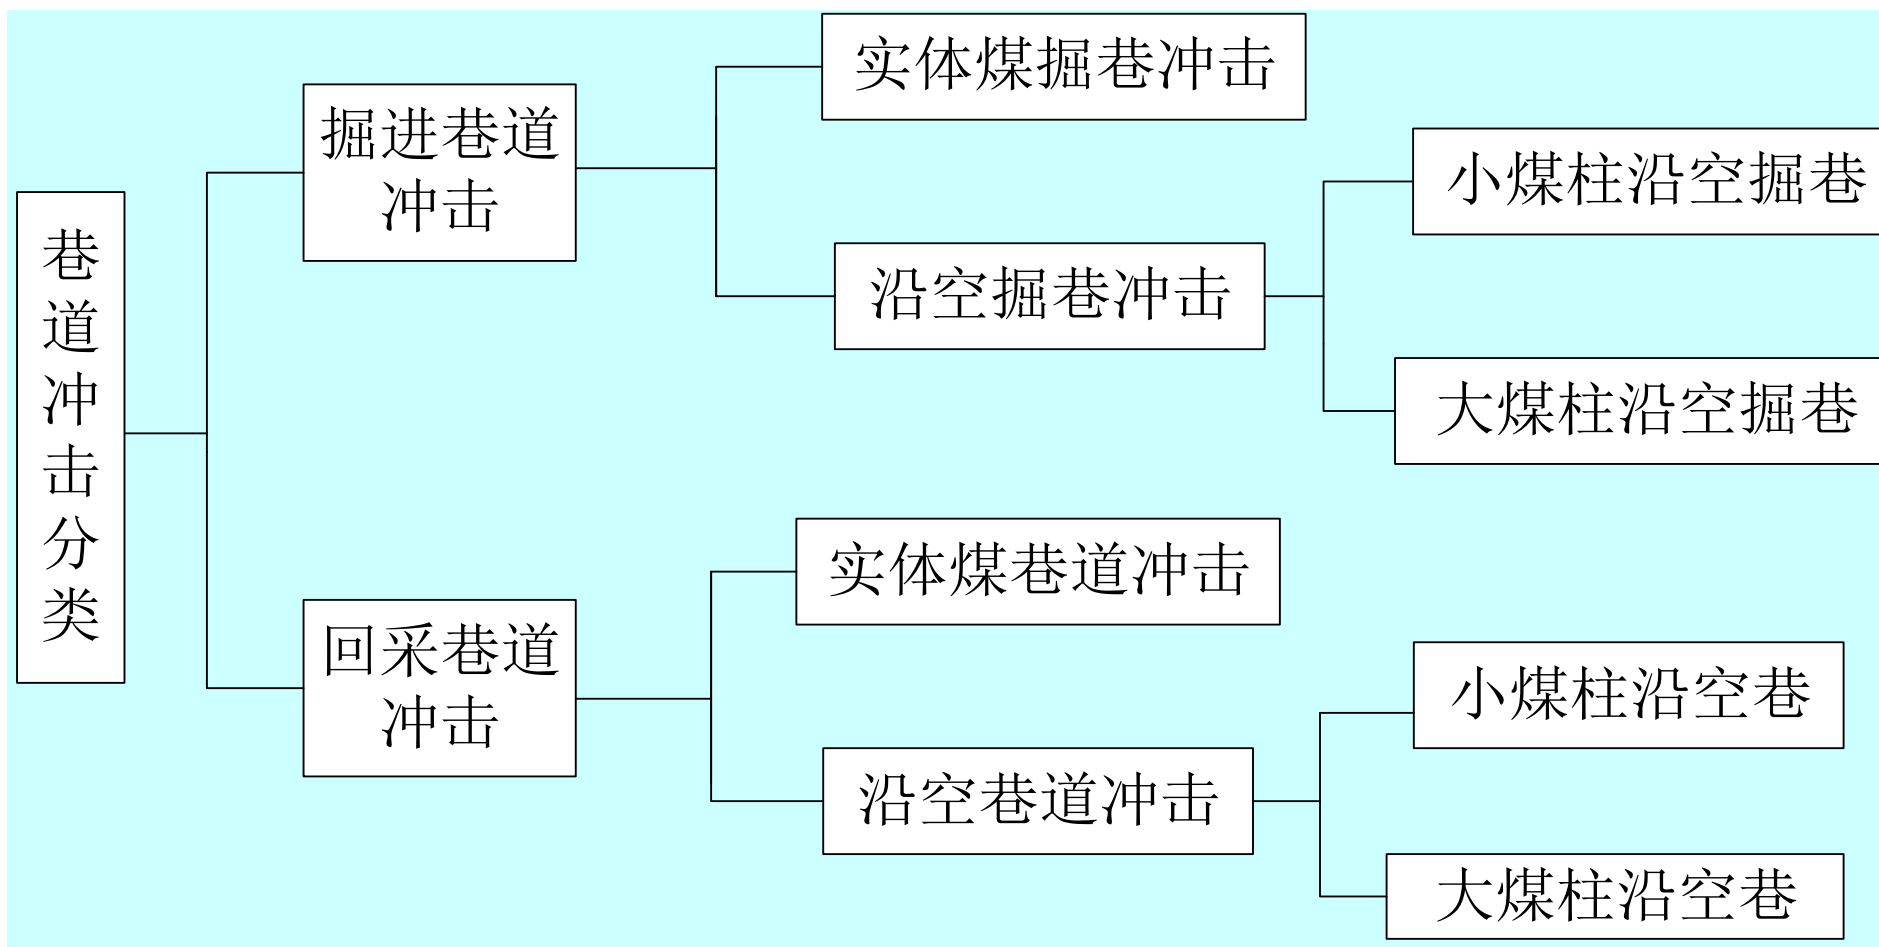 巷道冲击分类
掘进巷道
冲击
实体煤掘巷冲击
沿空掘巷冲击
小煤柱沿空掘巷
大煤柱沿空掘巷
回采巷道
冲击
实体煤巷道冲击
沿空巷道冲击
小煤柱沿空巷
大煤柱沿空巷